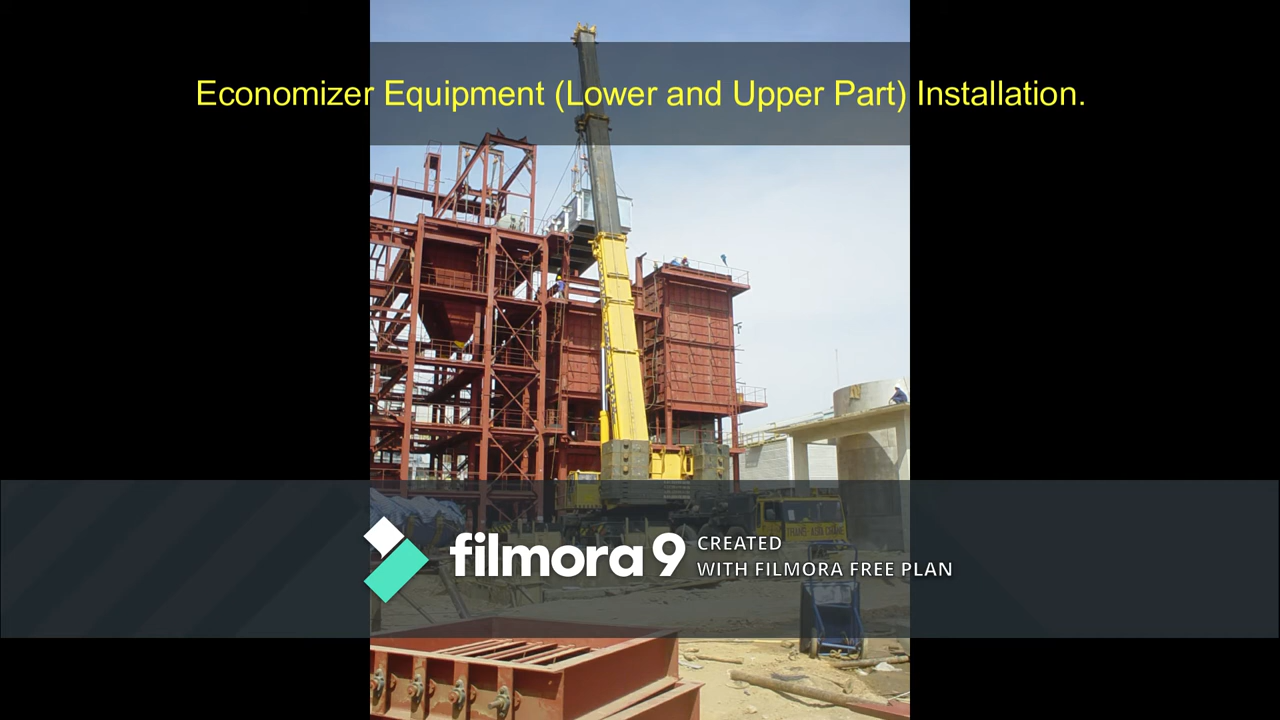 Economizer Equipment (Lower and Upper Part) Installation.
filmora 9
CREATED
WITH FILMORA FREE PLAN